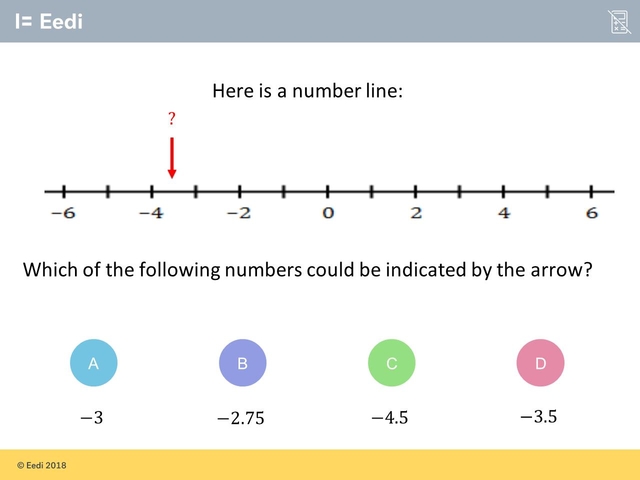 Eedi
Here is a number line:
?
−6 −4 −2 0 2 4 6
Which of the following numbers could be indicated by the arrow?
A B C D
−3 −2.75 −4.5 −3.5
© Eedi 2018